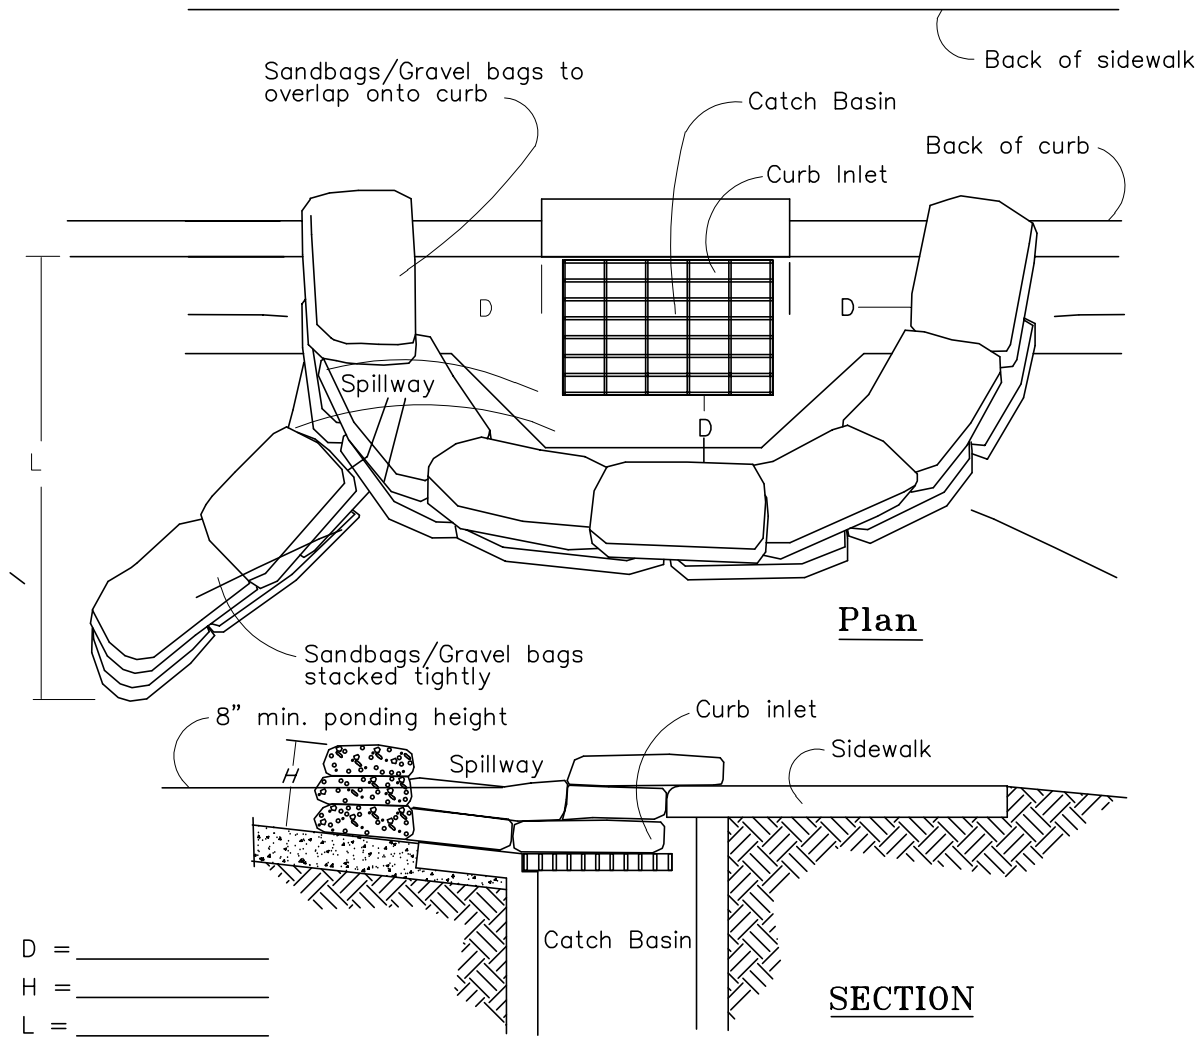 Back of sidewalk
Sandbags/Gravel bags to
overlap onto curb
Catch Basin
Back of curb
Curb Inlet
D
D
Spillway
D
L
Plan
Sandbags/Gravel bags
stacked tightly
8” min. ponding height
Curb inlet
Sidewalk
Spillway
H
Catch Basin
D =
H =
L =
SECTION